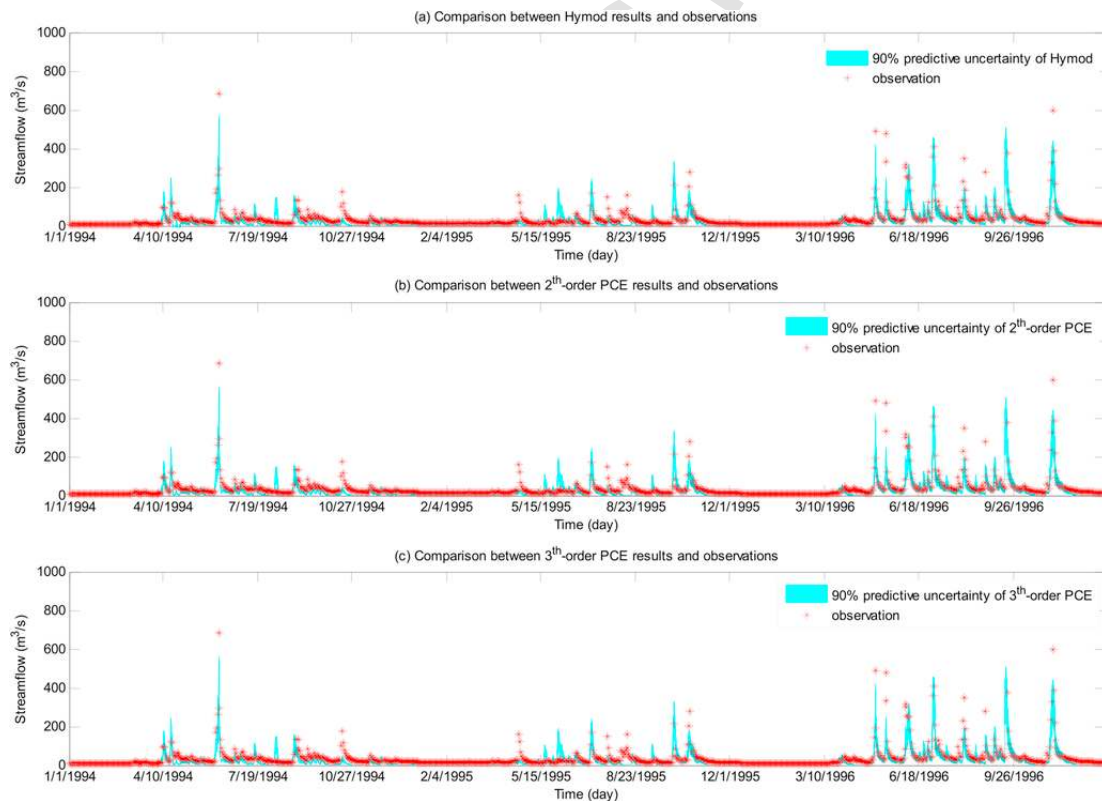 (a) Comparison between Hymod results and observations
1000
800
600
400
200
0
Streamflow (m³/s)
90% predictive uncertainty of Hymod
observation
1/1/1994 4/10/1994 7/19/1994 10/27/1994 2/4/1995 5/15/1995 8/23/1995 12/1/1995 3/10/1996 6/18/1996 9/26/1996
Time (day)
(b) Comparison between 2ᵗʰ-order PCE results and observations
1000
800
600
400
200
0
Streamflow (m³/s)
90% predictive uncertainty of 2ᵗʰ-order PCE
observation
1/1/1994 4/10/1994 7/19/1994 10/27/1994 2/4/1995 5/15/1995 8/23/1995 12/1/1995 3/10/1996 6/18/1996 9/26/1996
Time (day)
(c) Comparison between 3ᵗʰ-order PCE results and observations
1000
800
600
400
200
0
Streamflow (m³/s)
90% predictive uncertainty of 3ᵗʰ-order PCE
observation
1/1/1994 4/10/1994 7/19/1994 10/27/1994 2/4/1995 5/15/1995 8/23/1995 12/1/1995 3/10/1996 6/18/1996 9/26/1996
Time (day)